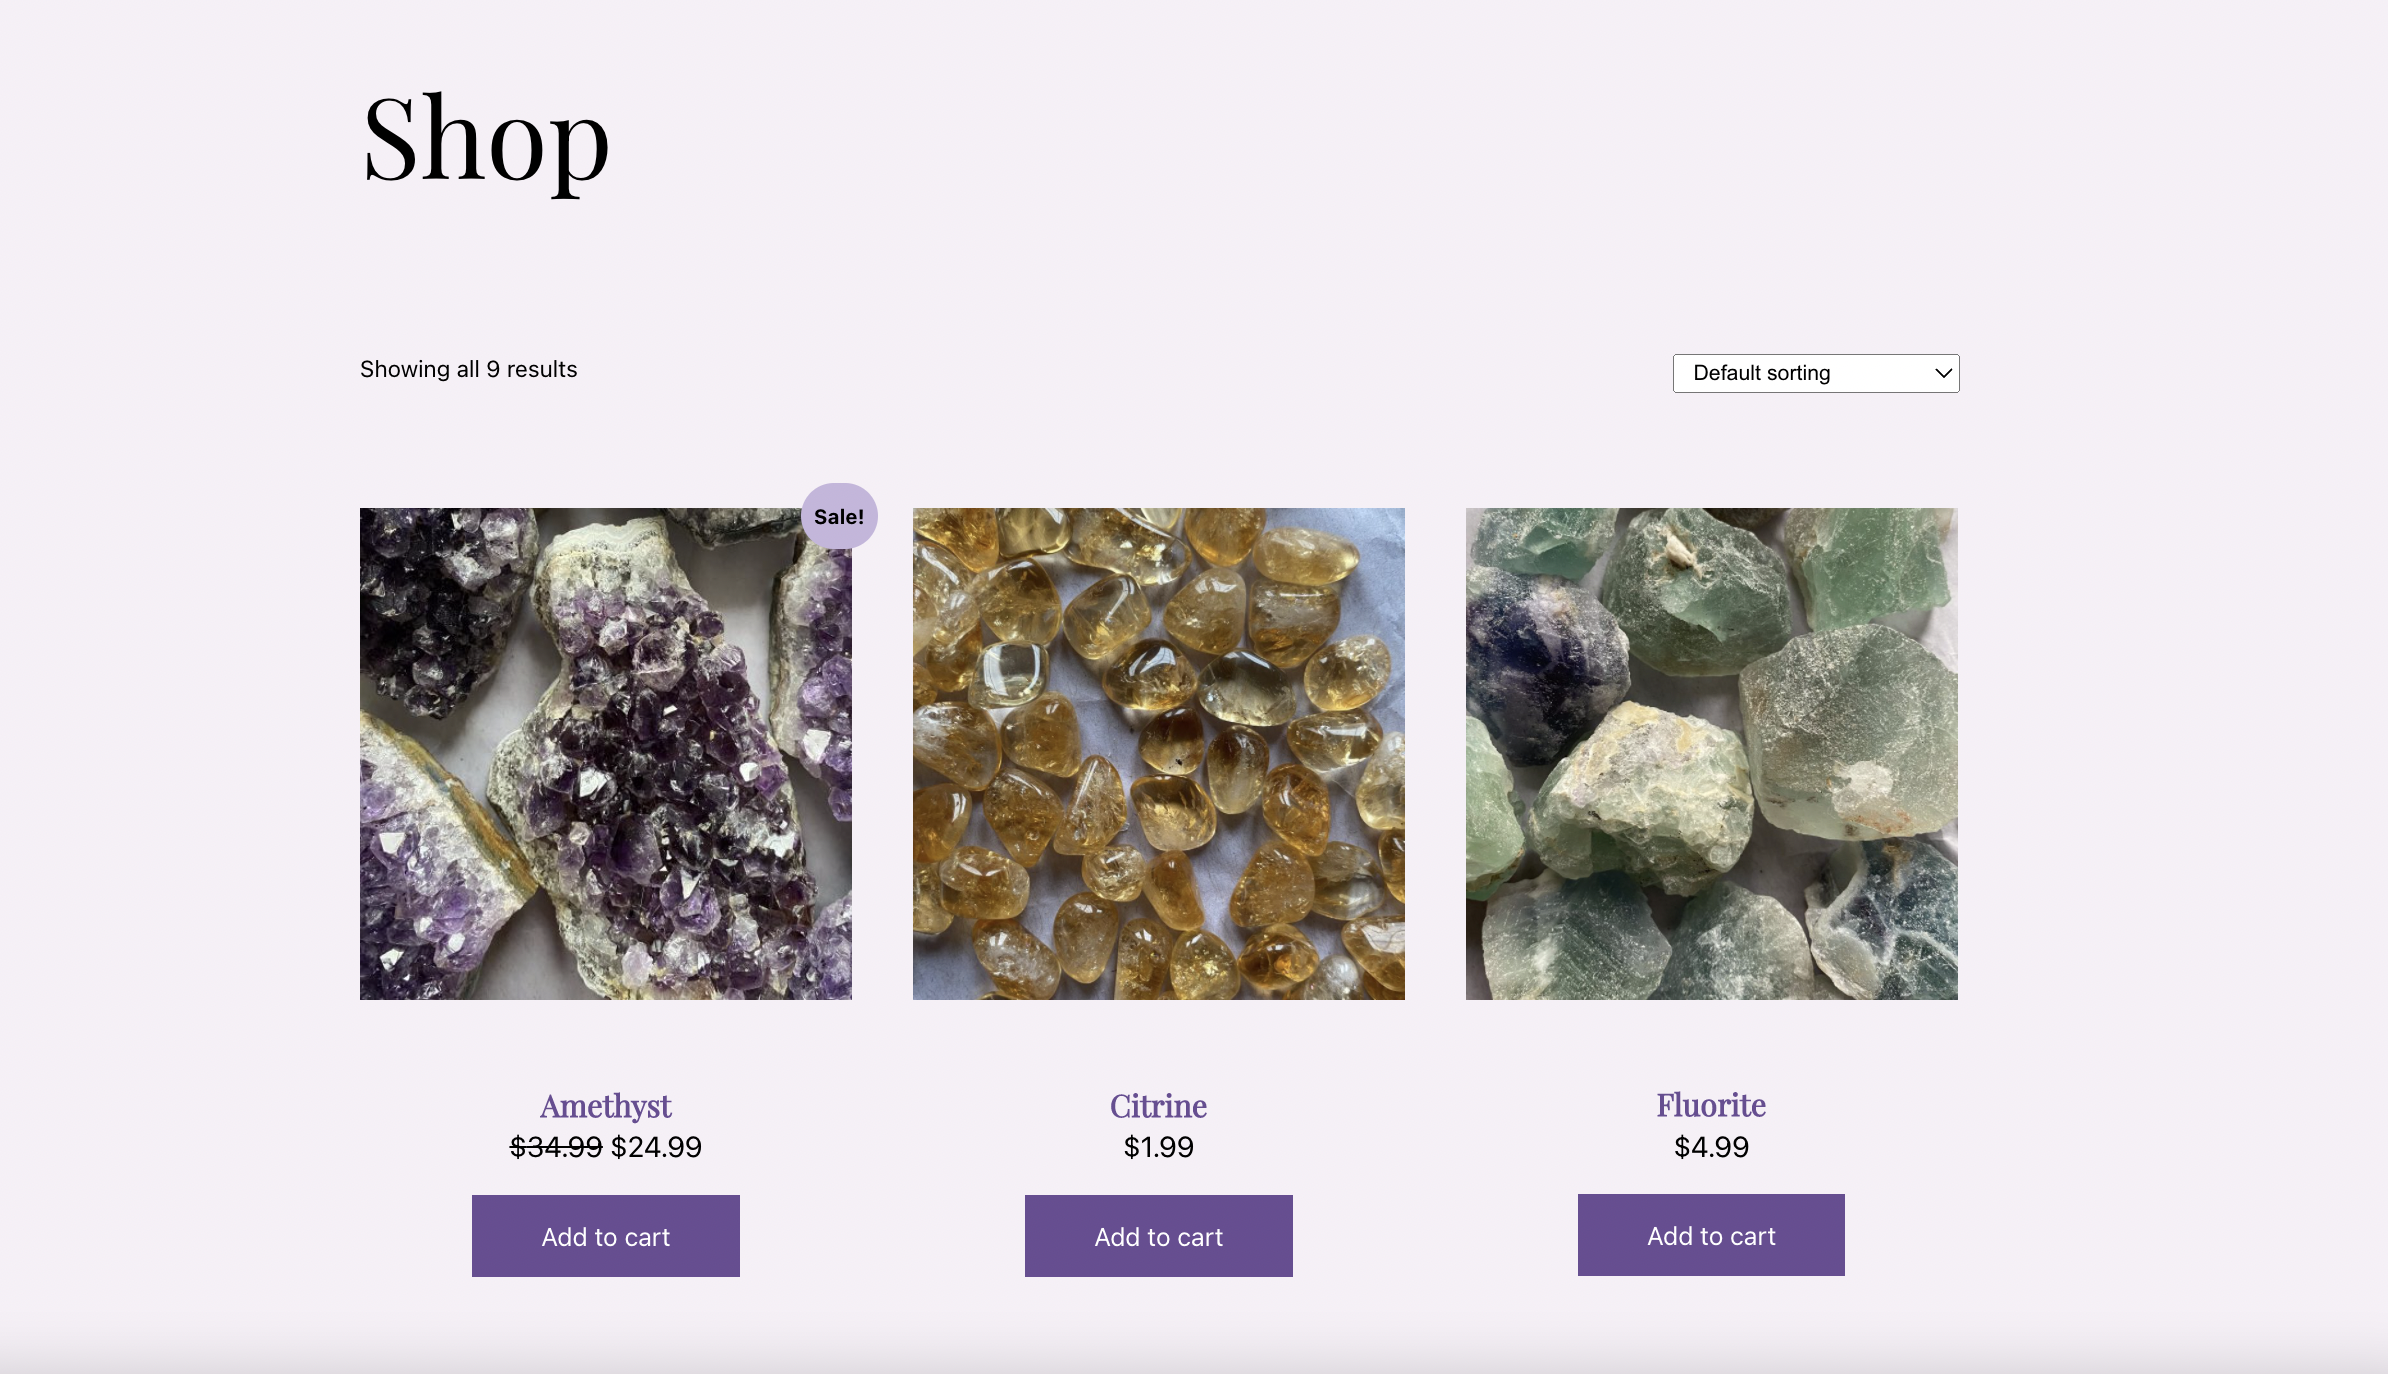 Shop
Showing all 9 results
Default sorting
Sale!
Amethyst
$34.99 $24.99
Add to cart
Citrine
$1.99
Add to cart
Fluorite
$4.99
Add to cart